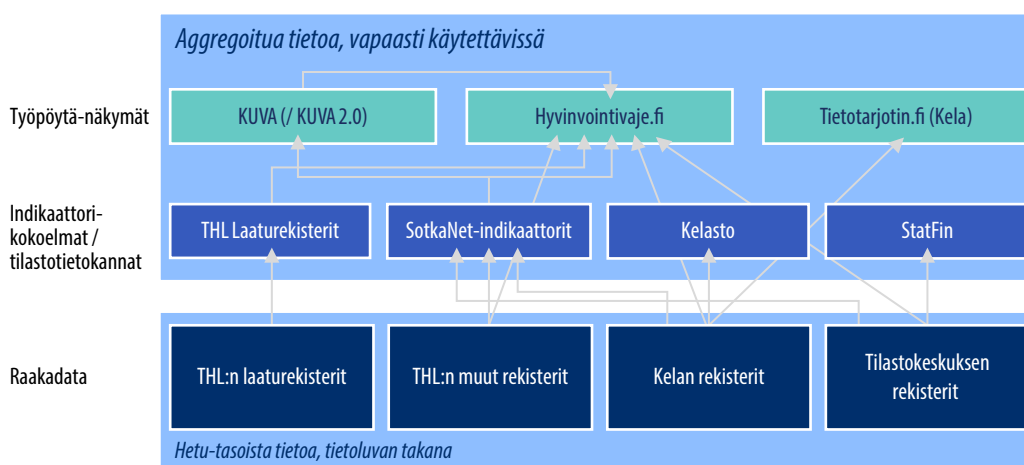 Aggregoitua tietoa, vapaasti käytettävissä
Työpöytä-näkymät
KUVA (/ KUVA 2.0)
Hyvinvointivaje.fi
Tietotarjotin.fi (Kela)
Indikaattori-
kokoelmat /
tilastotietokannat
THL Laaturekisterit
SotkaNet-indikaattorit
Kelasto
StatFin
Raakadata
THL:n laaturekisterit
THL:n muut rekisterit
Kelan rekisterit
Tilastokeskuksen
rekisterit
Hetu-tasoista tietoa, tietoluvan takana